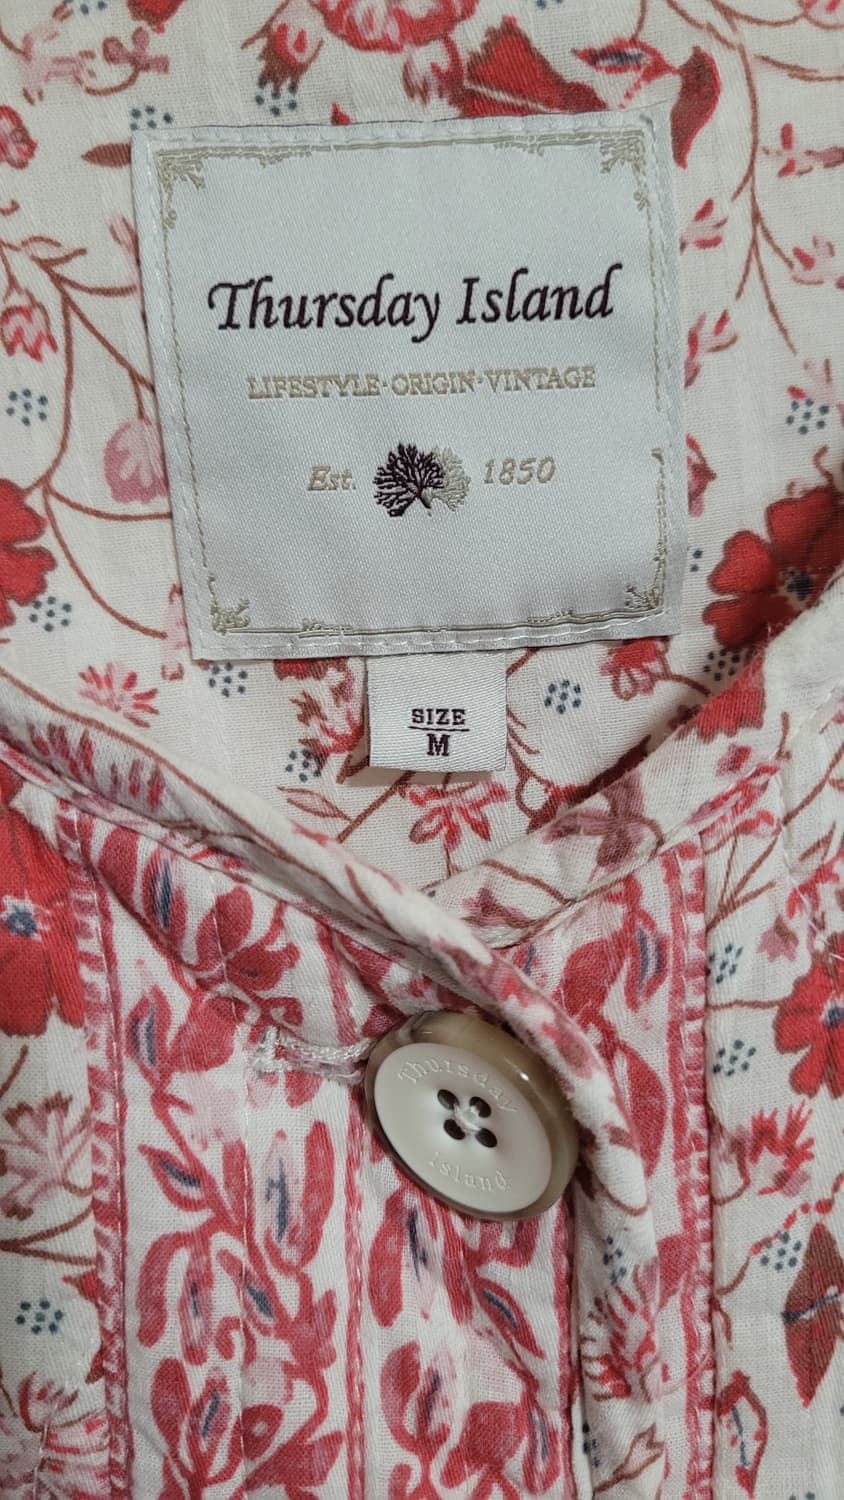 Thursday Island
LIFESTYLE·ORIGIN·VINTAGE
Est. 1850
SIZE
M
Thursday
Island